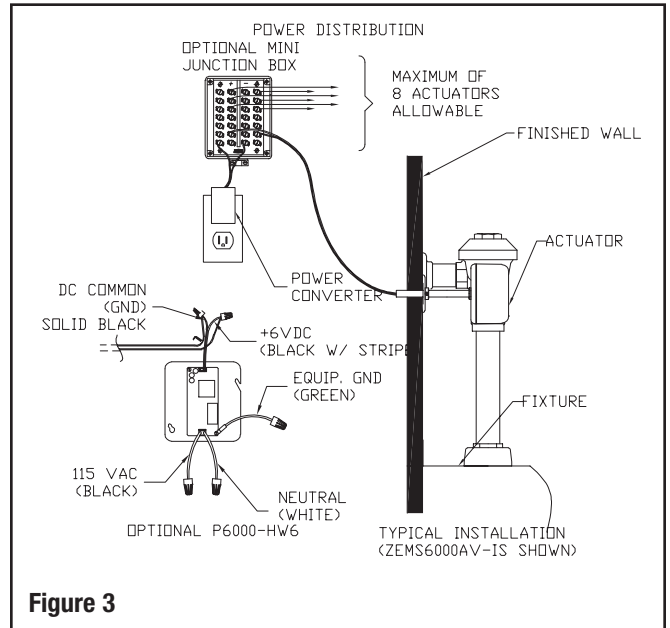 POWER DISTRIBUTION
OPTIONAL MINI
JUNCTION BOX
MAXIMUM OF
8 ACTUATORS
ALLOWABLE
FINISHED WALL
ACTUATOR
POWER
CONVERTER
DC COMMON
(GND)
SOLID BLACK
+6VDC
(BLACK W/ STRIPE
EQUIP. GND
(GREEN)
FIXTURE
115 VAC
(BLACK)
NEUTRAL
(WHITE)
OPTIONAL P6000-HW6
TYPICAL INSTALLATION
(ZEMS6000AV-IS SHOWN)
Figure 3